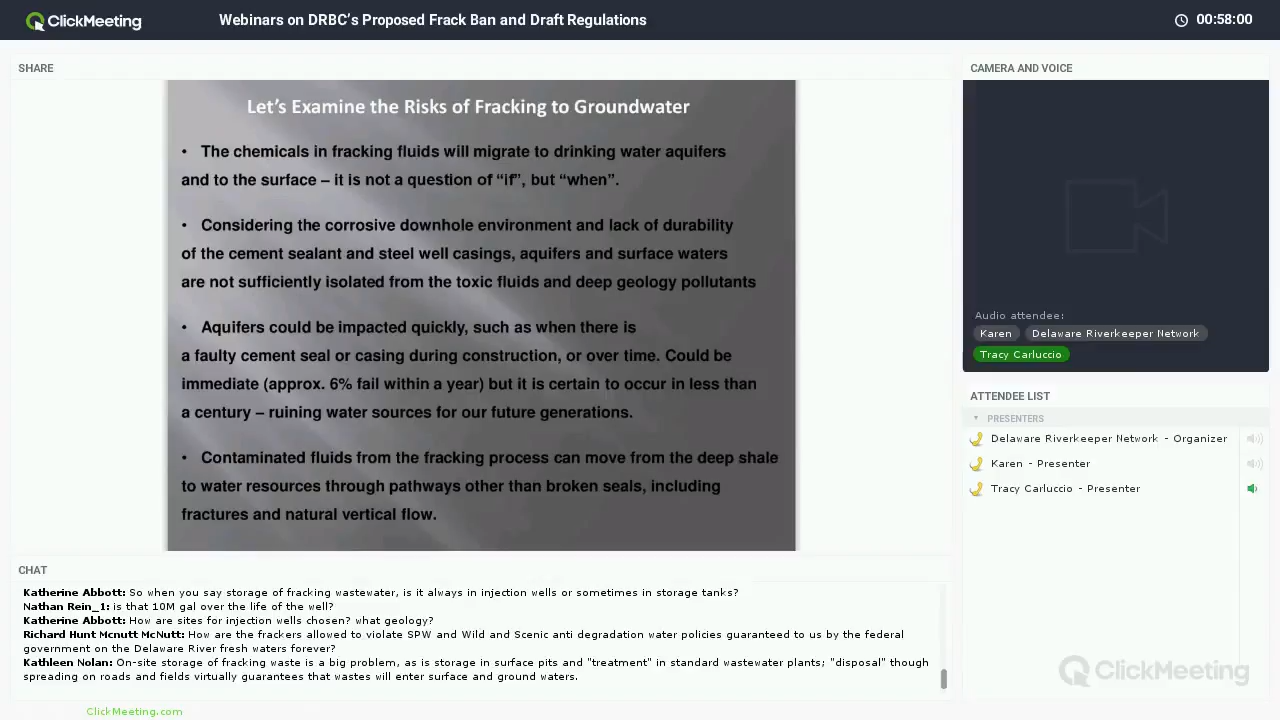 ClickMeeting
Webinars on DRBC's Proposed Frack Ban and Draft Regulations
00:58:00
SHARE
Let's Examine the Risks of Fracking to Groundwater
• The chemicals in fracking fluids will migrate to drinking water aquifers
and to the surface – it is not a question of "if", but "when".
• Considering the corrosive downhole environment and lack of durability
of the cement sealant and steel well casings, aquifers and surface waters
are not sufficiently isolated from the toxic fluids and deep geology pollutants
• Aquifers could be impacted quickly, such as when there is
a faulty cement seal or casing during construction, or over time. Could be
immediate (approx. 6% fail within a year) but it is certain to occur in less than
a century – ruining water sources for our future generations.
• Contaminated fluids from the fracking process can move from the deep shale
to water resources through pathways other than broken seals, including
fractures and natural vertical flow.
CAMERA AND VOICE
Audio attendee:
Karen Delaware Riverkeeper Network
Tracy Carluccio
ATTENDEE LIST
PRESENTERS
Delaware Riverkeeper Network - Organizer
Karen - Presenter
Tracy Carluccio - Presenter
CHAT
Katherine Abbott: So when you say storage of fracking wastewater, is it always in injection wells or sometimes in storage tanks?
Nathan Rein_1: is that 10M gal over the life of the well?
Katherine Abbott: How are sites for injection wells chosen? what geology?
Richard Hunt Mcnutt McNutt: How are the frackers allowed to violate SPW and Wild and Scenic anti degradation water policies guaranteed to us by the federal
government on the Delaware River fresh waters forever?
Kathleen Nolan: On-site storage of fracking waste is a big problem, as is storage in surface pits and "treatment" in standard wastewater plants; "disposal" though
spreading on roads and fields virtually guarantees that wastes will enter surface and ground waters.
ClickMeeting
ClickMeeting.com